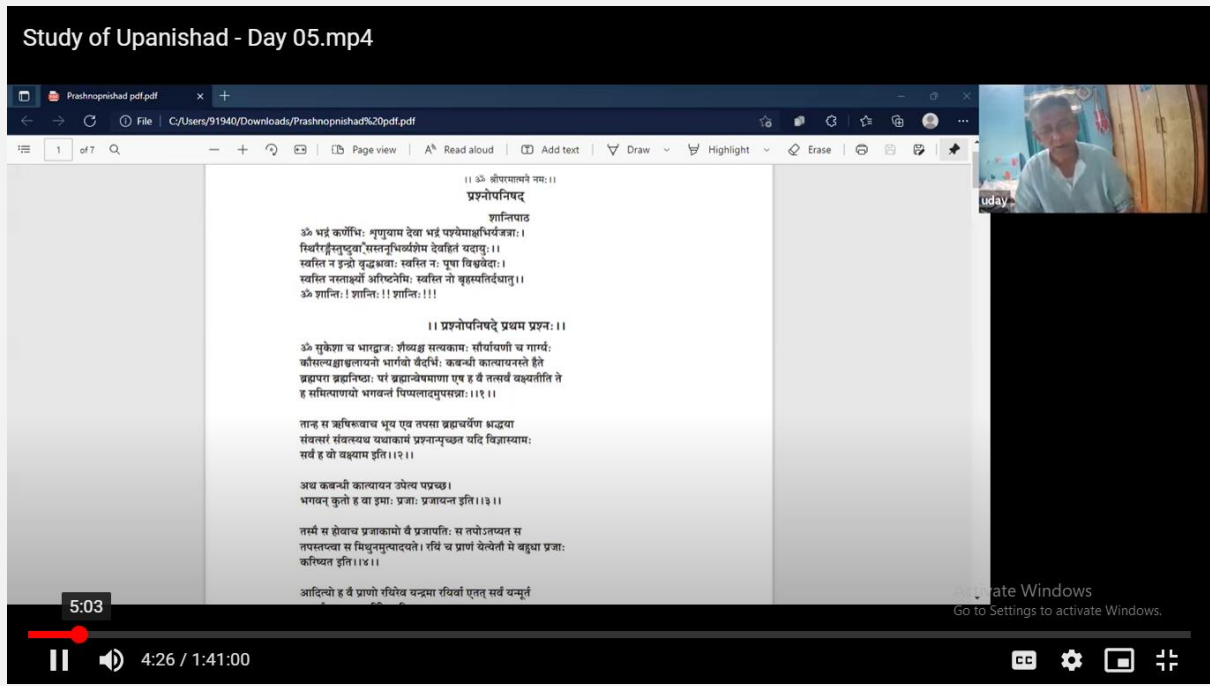 Study of Upanishad - Day 05.mp4
Prashnopnishad pdf.pdf
File C:/Users/91940/Downloads/Prashnopnishad%20pdf.pdf
1 of 7 Page view Read aloud Add text Draw Highlight Erase
uday
।। ॐ श्रीपरमात्मने नमः।।
प्रश्नोपनिषद्
शान्तिपाठ
ॐ भद्रं कर्णेभिः शृणुयाम देवा भद्रं पश्येमाक्षभिर्यजत्राः।
स्थिरैरङ्गैस्तुष्टुवाँ्सस्तनूभिर्व्यशेम देवहितं यदायुः।।
स्वस्ति न इन्द्रो वृद्धश्रवाः स्वस्ति नः पूषा विश्ववेदाः।
स्वस्ति नस्तार्क्ष्यो अरिष्टनेमिः स्वस्ति नो बृहस्पतिर्दधातु।।
ॐ शान्तिः! शान्तिः!! शान्तिः!!!
।। प्रश्नोपनिषदे प्रथम प्रश्नः।।
ॐ सुकेशा च भारद्वाजः शैव्यश्च सत्यकामः सौर्यायणी च गार्ग्यः
कौसल्यश्चाश्वलायनो भार्गवो वैदर्भिः कबन्धी कात्यायनस्ते हैते
ब्रह्मपरा ब्रह्मनिष्ठाः परं ब्रह्मान्वेषमाणा एष ह वै तत्सर्वं वक्ष्यतीति ते
ह समित्पाणयो भगवन्तं पिप्पलादमुपसन्नाः।।१।।
तान्ह स ऋषिरूवाच भूय एव तपसा ब्रह्मचर्येण श्रद्धया
संवत्सरं संवत्स्यथ यथाकामं प्रश्नान्पृच्छत यदि विज्ञास्यामः
सर्वं ह वो वक्ष्याम इति।।२।।
अथ कबन्धी कात्यायन उपेत्य पप्रच्छ।
भगवन् कुतो ह वा इमाः प्रजाः प्रजायन्त इति।।३।।
तस्मै स होवाच प्रजाकामो वै प्रजापतिः स तपोऽतप्यत स
तपस्तप्त्वा स मिथुनमुत्पादयते। रयिं च प्राणं येत्येतौ मे बहुधा प्रजाः
करिष्यत इति।।४।।
आदित्यो ह वै प्राणो रयिरेव यन्द्रमा रयिर्वा एतत् सर्वं यन्मूर्तं
Activate Windows
Go to Settings to activate Windows.
5:03
4:26 / 1:41:00
CC